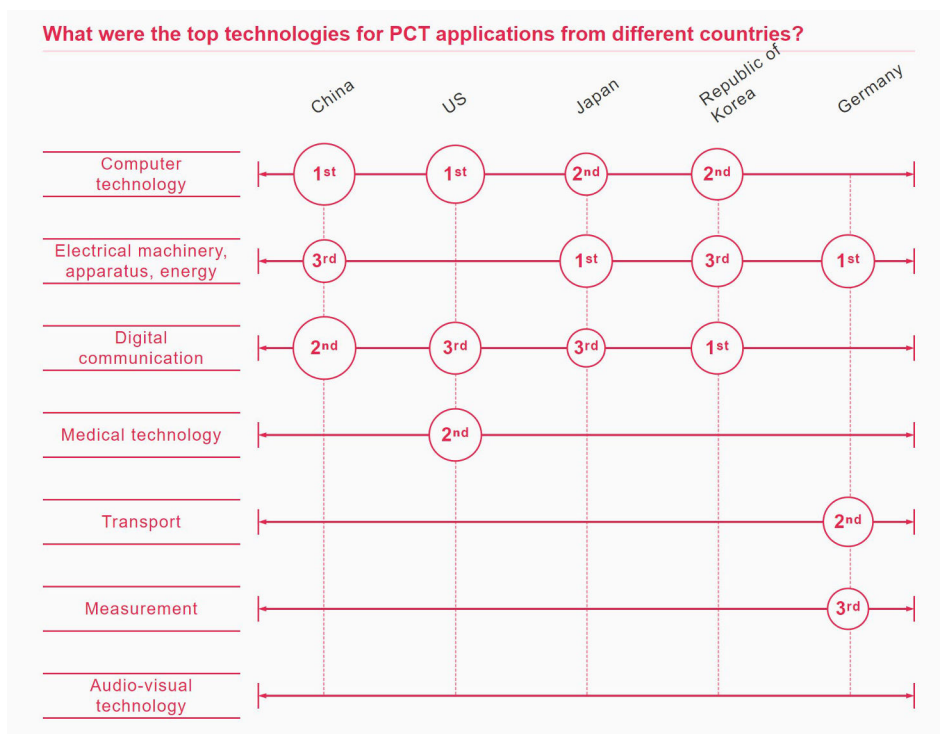 What were the top technologies for PCT applications from different countries?
China
US
Japan
Republic of
Korea
Germany
Computer
technology
1st
1st
2nd
2nd
Electrical machinery,
apparatus, energy
3rd
1st
3rd
1st
Digital
communication
2nd
3rd
3rd
1st
Medical technology
2nd
Transport
2nd
Measurement
3rd
Audio-visual
technology